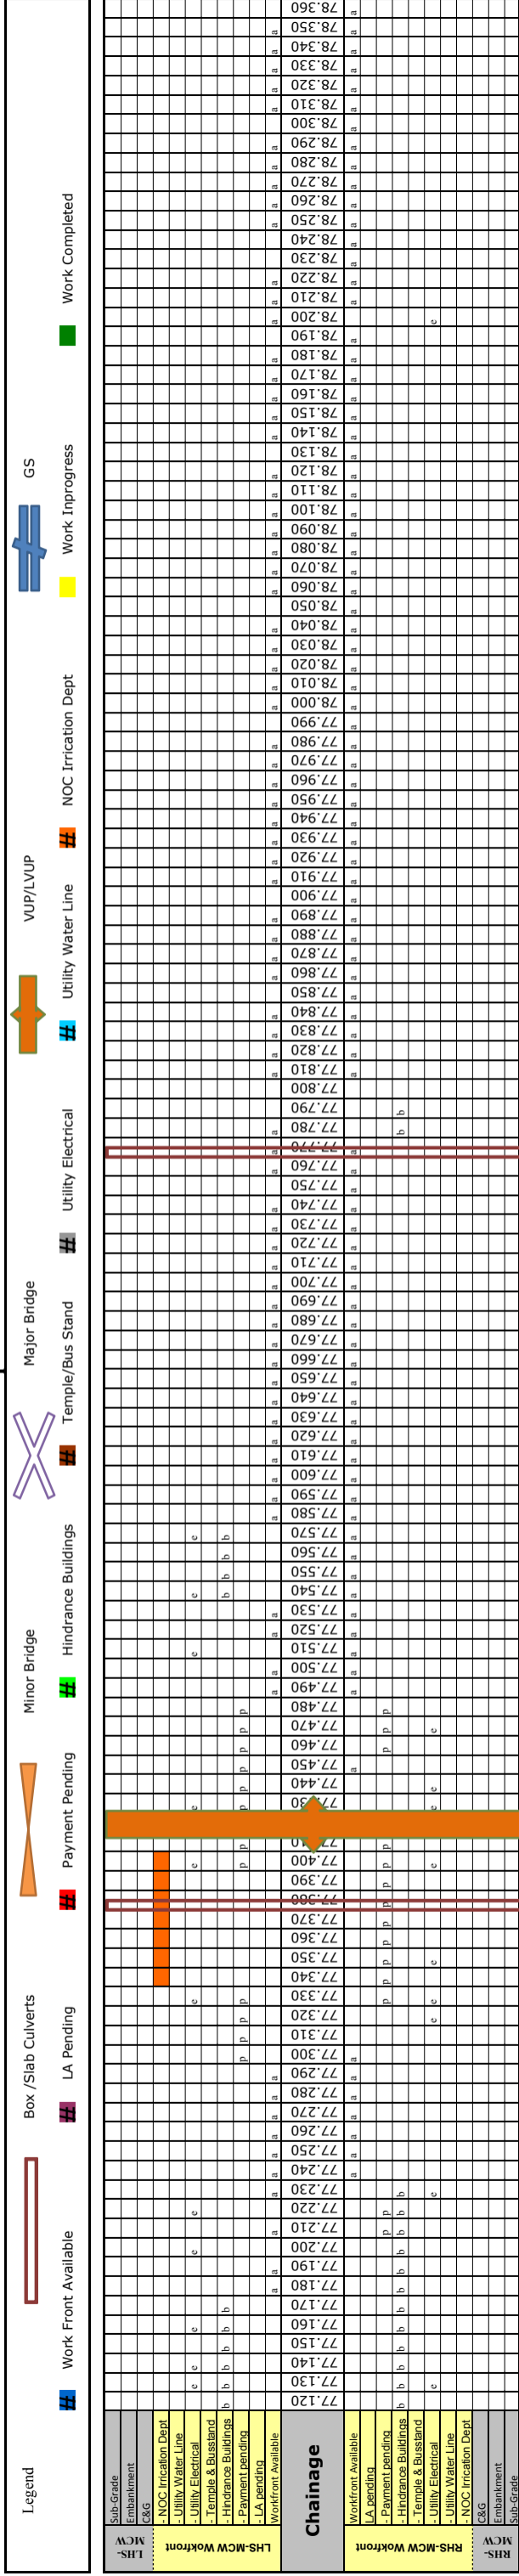 Legend Box /Slab Culverts Minor Bridge Major Bridge VUP/LVUP GS
# Work Front Available # LA Pending # Payment Pending # Hindrance Buildings # Temple/Bus Stand # Utility Electrical # Utility Water Line # NOC Irrication Dept Work Inprogress Work Completed
LHS-MCW
Sub-Grade
Embankment
C&G
LHS-MCW Wokfront
- NOC Irrication Dept
- Utility Water Line
- Utility Electrical e e e e e e e e e e e
- Temple & Busstand
- Hindrance Buildings b b b b b b b b b b
- Payment pending p p p p p p p p p p p p
- LA pending
Workfront Available a a a a a a a a a a a a a a a a a a a a a a a a a a a a a a a a a a a a a a a a a a a a a a a a a a a a a a a a a a a a a a a a a a a a a a a a a a a a a a a a
Chainage 77.120 77.130 77.140 77.150 77.160 77.170 77.180 77.190 77.200 77.210 77.220 77.230 77.240 77.250 77.260 77.270 77.280 77.290 77.300 77.310 77.320 77.330 77.340 77.350 77.360 77.370 77.380 77.390 77.400 77.440 77.450 77.460 77.470 77.480 77.490 77.500 77.510 77.520 77.530 77.540 77.550 77.560 77.570 77.580 77.590 77.600 77.610 77.620 77.630 77.640 77.650 77.660 77.670 77.680 77.690 77.700 77.710 77.720 77.730 77.740 77.750 77.760 77.770 77.780 77.790 77.800 77.810 77.820 77.830 77.840 77.850 77.860 77.870 77.880 77.890 77.900 77.910 77.920 77.930 77.940 77.950 77.960 77.970 77.980 77.990 78.000 78.010 78.020 78.030 78.040 78.050 78.060 78.070 78.080 78.090 78.100 78.110 78.120 78.130 78.140 78.150 78.160 78.170 78.180 78.190 78.200 78.210 78.220 78.230 78.240 78.250 78.260 78.270 78.280 78.290 78.300 78.310 78.320 78.330 78.340 78.350 78.360
RHS-MCW Wokfront
Workfront Available a a a a a a a a a a a a a a a a a a a a a a a a a a a a a a a a a a a a a a a a a a a a a a a a a a a a a a a a a a a a a a a a a a a a a a a a a a a a a a a a a a a a a a a a a a a a
LA pending
- Payment pending p p p p p p p p p p p p p p
- Hindrance Buildings b b b b b b b b b b b b b b
- Temple & Busstand
- Utility Electrical e e e e e e e e e e
Utility Water Line
- NOC Irrication Dept
RHS-MCW
C&G
Embankment
Sub-Grade